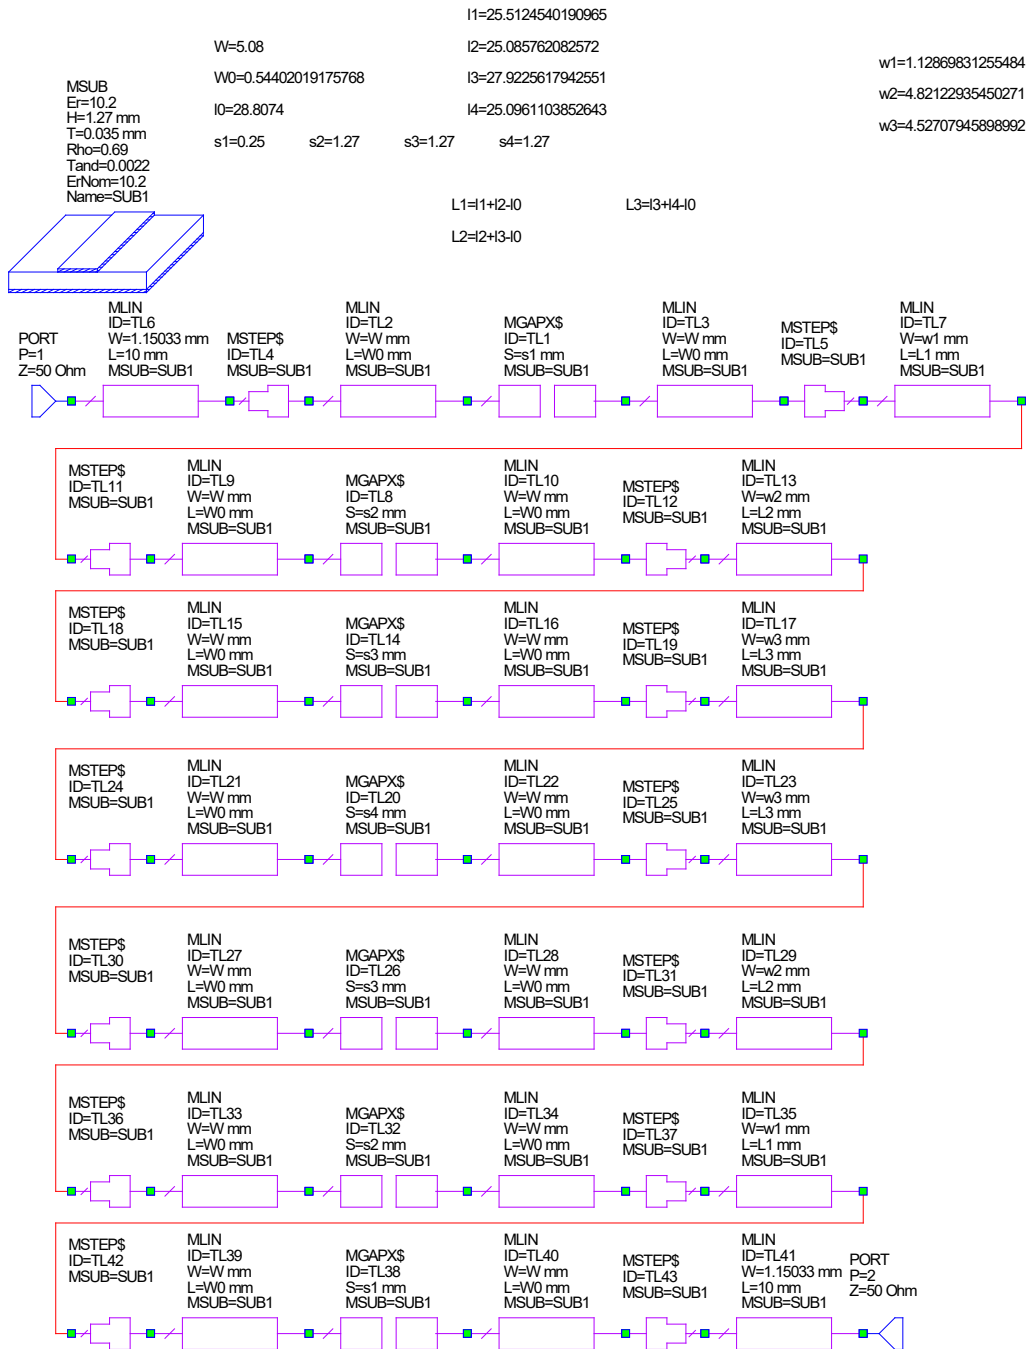 l1=25.5124540190965
W=5.08
l2=25.085762082572
w1=1.12869831255484
W0=0.54402019175768
l3=27.9225617942551
w2=4.82122935450271
l0=28.8074
l4=25.0961103852643
w3=4.52707945898992
s1=0.25
s2=1.27
s3=1.27
s4=1.27
MSUB
Er=10.2
H=1.27 mm
T=0.035 mm
Rho=0.69
Tand=0.0022
ErNom=10.2
Name=SUB1
L1=l1+l2-l0
L3=l3+l4-l0
L2=l2+l3-l0
PORT
P=1
Z=50 Ohm
MLIN
ID=TL6
W=1.15033 mm
L=10 mm
MSUB=SUB1
MSTEP$
ID=TL4
MSUB=SUB1
MLIN
ID=TL2
W=W mm
L=W0 mm
MSUB=SUB1
MGAPX$
ID=TL1
S=s1 mm
MSUB=SUB1
MLIN
ID=TL3
W=W mm
L=W0 mm
MSUB=SUB1
MSTEP$
ID=TL5
MSUB=SUB1
MLIN
ID=TL7
W=w1 mm
L=L1 mm
MSUB=SUB1
MSTEP$
ID=TL11
MSUB=SUB1
MLIN
ID=TL9
W=W mm
L=W0 mm
MSUB=SUB1
MGAPX$
ID=TL8
S=s2 mm
MSUB=SUB1
MLIN
ID=TL10
W=W mm
L=W0 mm
MSUB=SUB1
MSTEP$
ID=TL12
MSUB=SUB1
MLIN
ID=TL13
W=w2 mm
L=L2 mm
MSUB=SUB1
MSTEP$
ID=TL18
MSUB=SUB1
MLIN
ID=TL15
W=W mm
L=W0 mm
MSUB=SUB1
MGAPX$
ID=TL14
S=s3 mm
MSUB=SUB1
MLIN
ID=TL16
W=W mm
L=W0 mm
MSUB=SUB1
MSTEP$
ID=TL19
MSUB=SUB1
MLIN
ID=TL17
W=w3 mm
L=L3 mm
MSUB=SUB1
MSTEP$
ID=TL24
MSUB=SUB1
MLIN
ID=TL21
W=W mm
L=W0 mm
MSUB=SUB1
MGAPX$
ID=TL20
S=s4 mm
MSUB=SUB1
MLIN
ID=TL22
W=W mm
L=W0 mm
MSUB=SUB1
MSTEP$
ID=TL25
MSUB=SUB1
MLIN
ID=TL23
W=w3 mm
L=L3 mm
MSUB=SUB1
MSTEP$
ID=TL30
MSUB=SUB1
MLIN
ID=TL27
W=W mm
L=W0 mm
MSUB=SUB1
MGAPX$
ID=TL26
S=s3 mm
MSUB=SUB1
MLIN
ID=TL28
W=W mm
L=W0 mm
MSUB=SUB1
MSTEP$
ID=TL31
MSUB=SUB1
MLIN
ID=TL29
W=w2 mm
L=L2 mm
MSUB=SUB1
MSTEP$
ID=TL36
MSUB=SUB1
MLIN
ID=TL33
W=W mm
L=W0 mm
MSUB=SUB1
MGAPX$
ID=TL32
S=s2 mm
MSUB=SUB1
MLIN
ID=TL34
W=W mm
L=W0 mm
MSUB=SUB1
MSTEP$
ID=TL37
MSUB=SUB1
MLIN
ID=TL35
W=w1 mm
L=L1 mm
MSUB=SUB1
MSTEP$
ID=TL42
MSUB=SUB1
MLIN
ID=TL39
W=W mm
L=W0 mm
MSUB=SUB1
MGAPX$
ID=TL38
S=s1 mm
MSUB=SUB1
MLIN
ID=TL40
W=W mm
L=W0 mm
MSUB=SUB1
MSTEP$
ID=TL43
MSUB=SUB1
MLIN
ID=TL41
W=1.15033 mm
L=10 mm
MSUB=SUB1
PORT
P=2
Z=50 Ohm